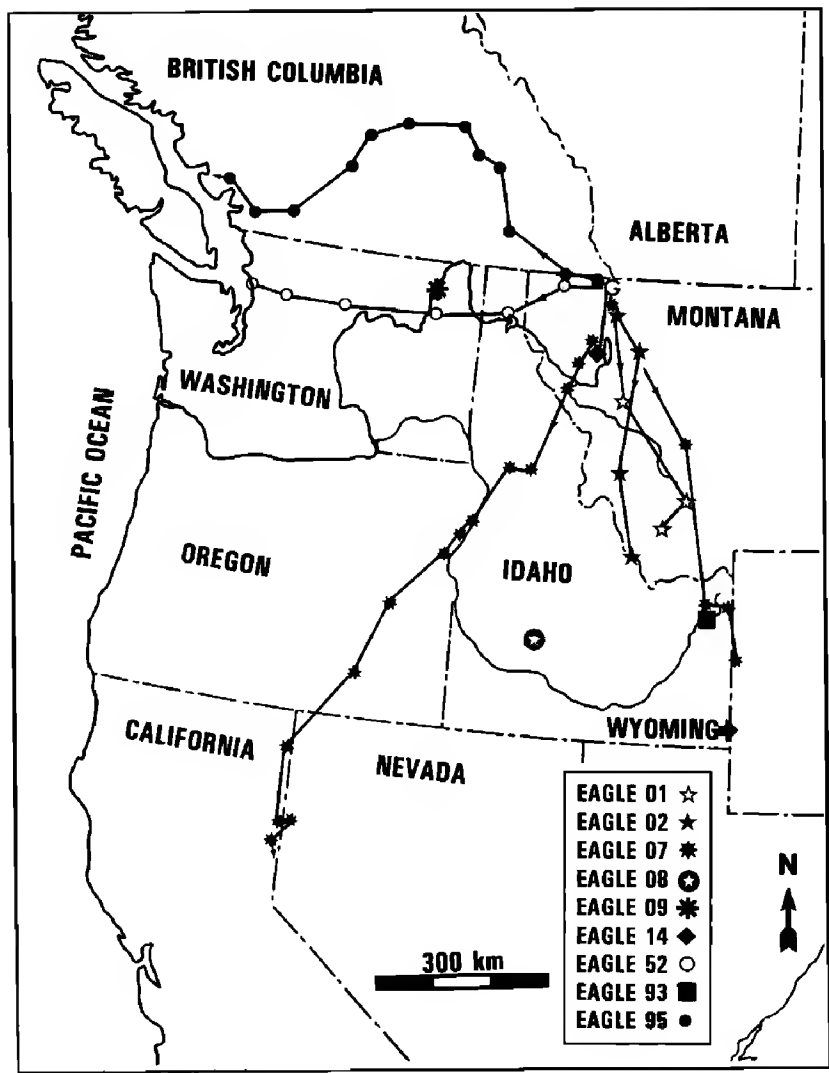 BRITISH COLUMBIA
ALBERTA
MONTANA
WASHINGTON
PACIFIC OCEAN
OREGON
IDAHO
WYOMING
CALIFORNIA
NEVADA
EAGLE 01
EAGLE 02
EAGLE 07
EAGLE 08
EAGLE 09
EAGLE 14
EAGLE 52
EAGLE 93
EAGLE 95
N
300 km